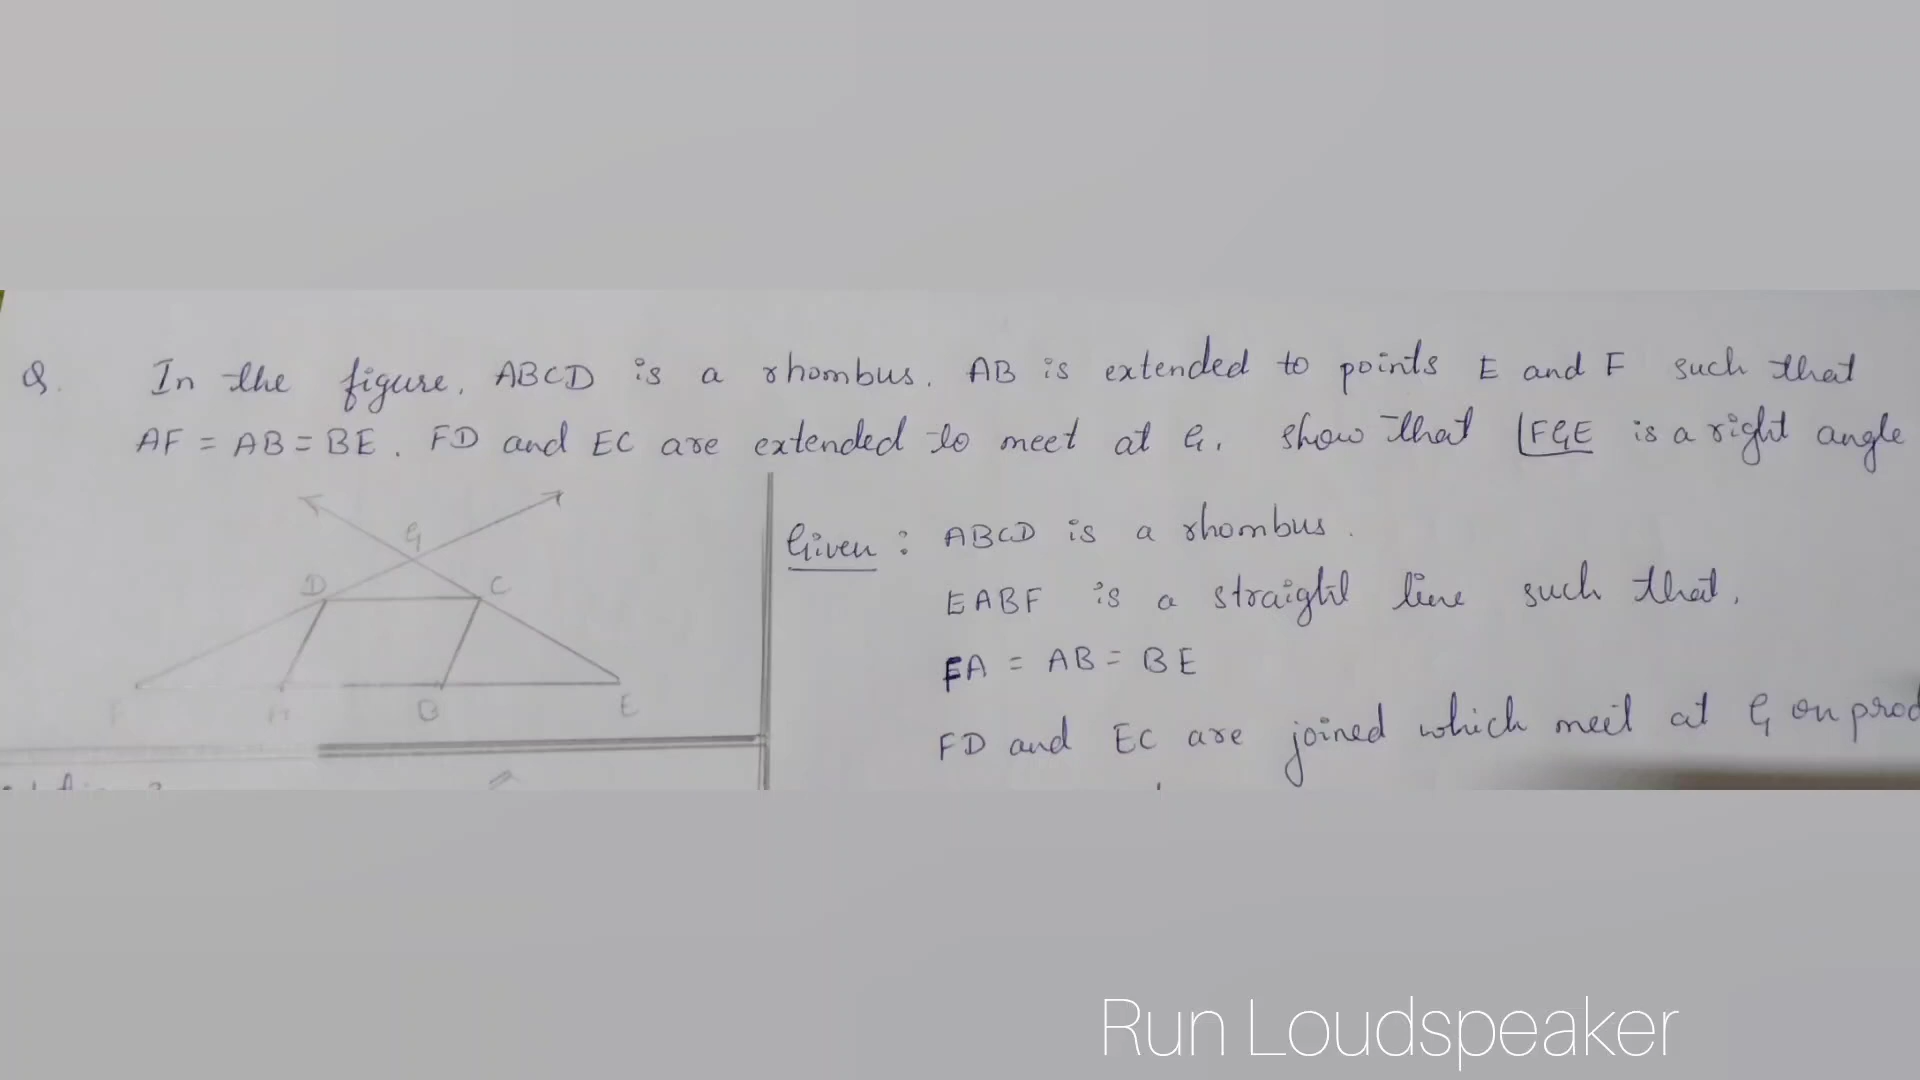 Q. In the figure, ABCD is a rhombus. AB is extended to points E and F such that
AF = AB = BE. FD and EC are extended to meet at G. show that ∠FGE is a right angle
G
D C
F A B E
Given : ABCD is a rhombus.
EABF is a straight line such that,
FA = AB = BE
FD and EC are joined which meet at G on prod
Run Loudspeaker